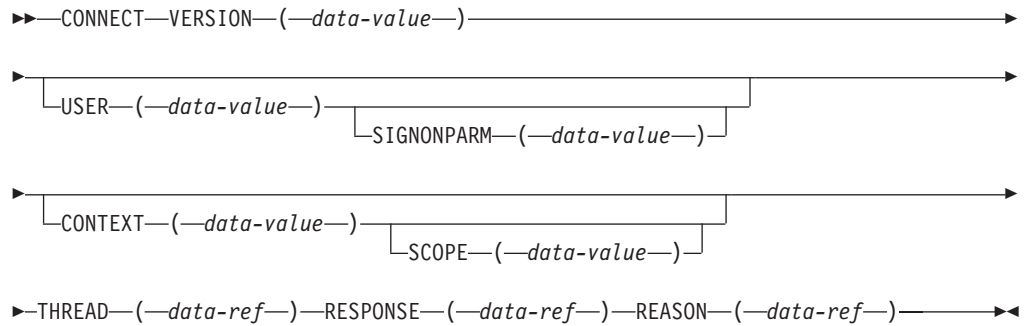 CONNECT VERSION ( data-value )
USER ( data-value )
SIGNONPARM ( data-value )
CONTEXT ( data-value )
SCOPE ( data-value )
THREAD ( data-ref ) RESPONSE ( data-ref ) REASON ( data-ref )